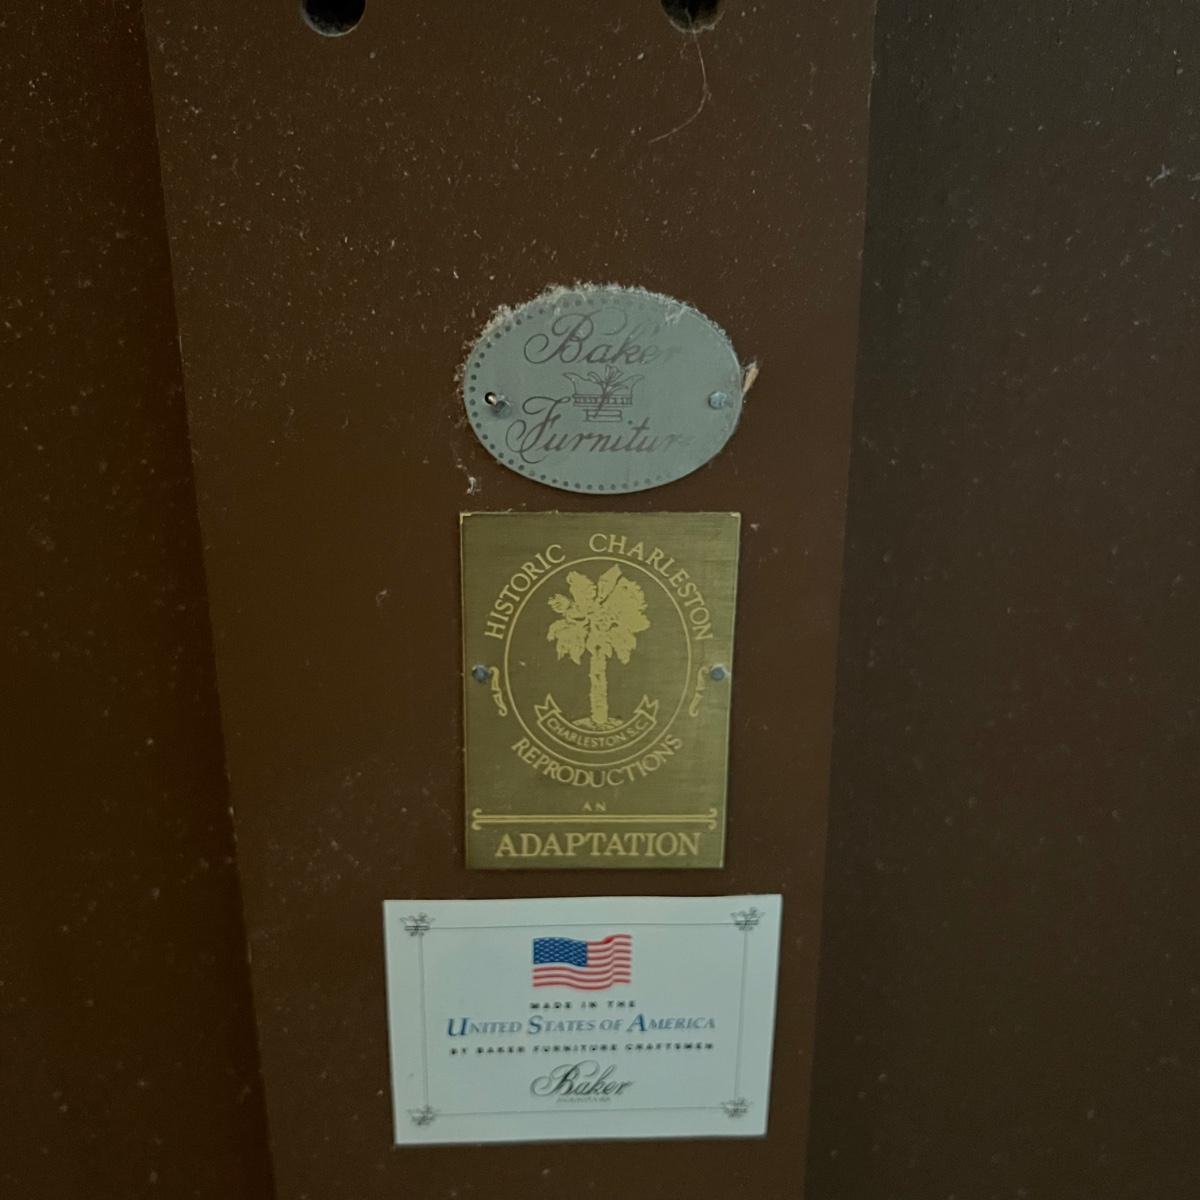 Baker
Furniture
HISTORIC CHARLESTON
CHARLESTON S.C.
REPRODUCTIONS
AN
ADAPTATION
MADE IN THE
UNITED STATES OF AMERICA
BY BAKER FURNITURE CRAFTSMEN
Baker